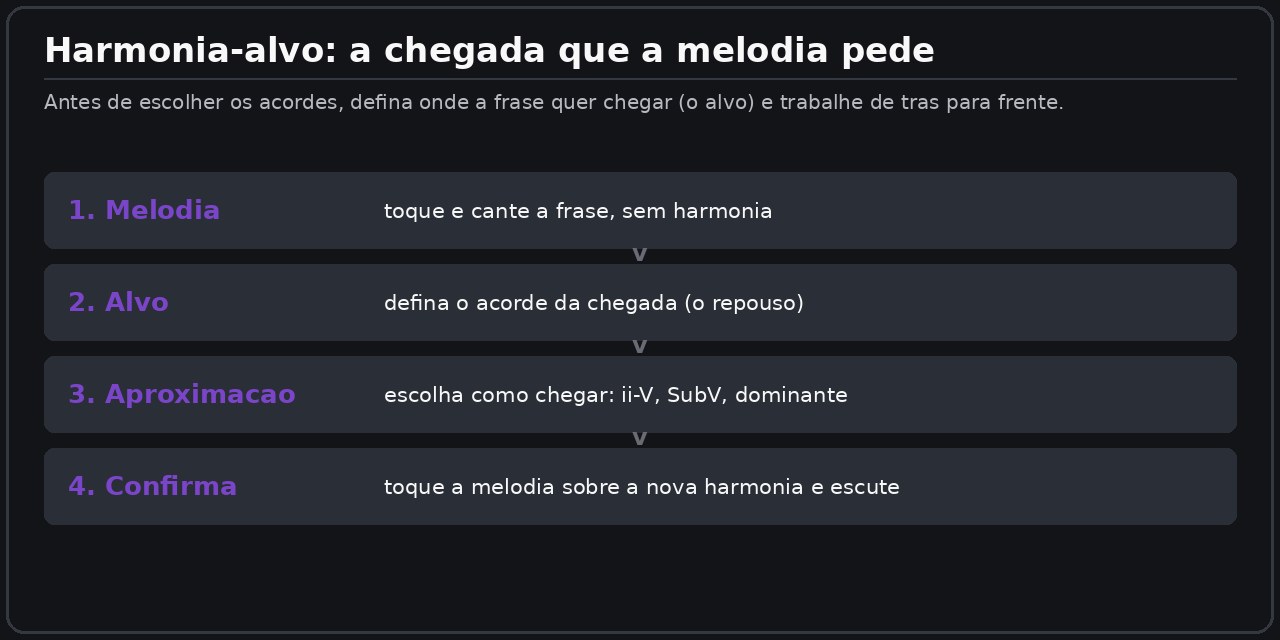 Harmonia-alvo: a chegada que a melodia pede
Antes de escolher os acordes, defina onde a frase quer chegar (o alvo) e trabalhe de tras para frente.
1. Melodia toque e cante a frase, sem harmonia
v
2. Alvo defina o acorde da chegada (o repouso)
v
3. Aproximacao escolha como chegar: ii-V, SubV, dominante
v
4. Confirma toque a melodia sobre a nova harmonia e escute